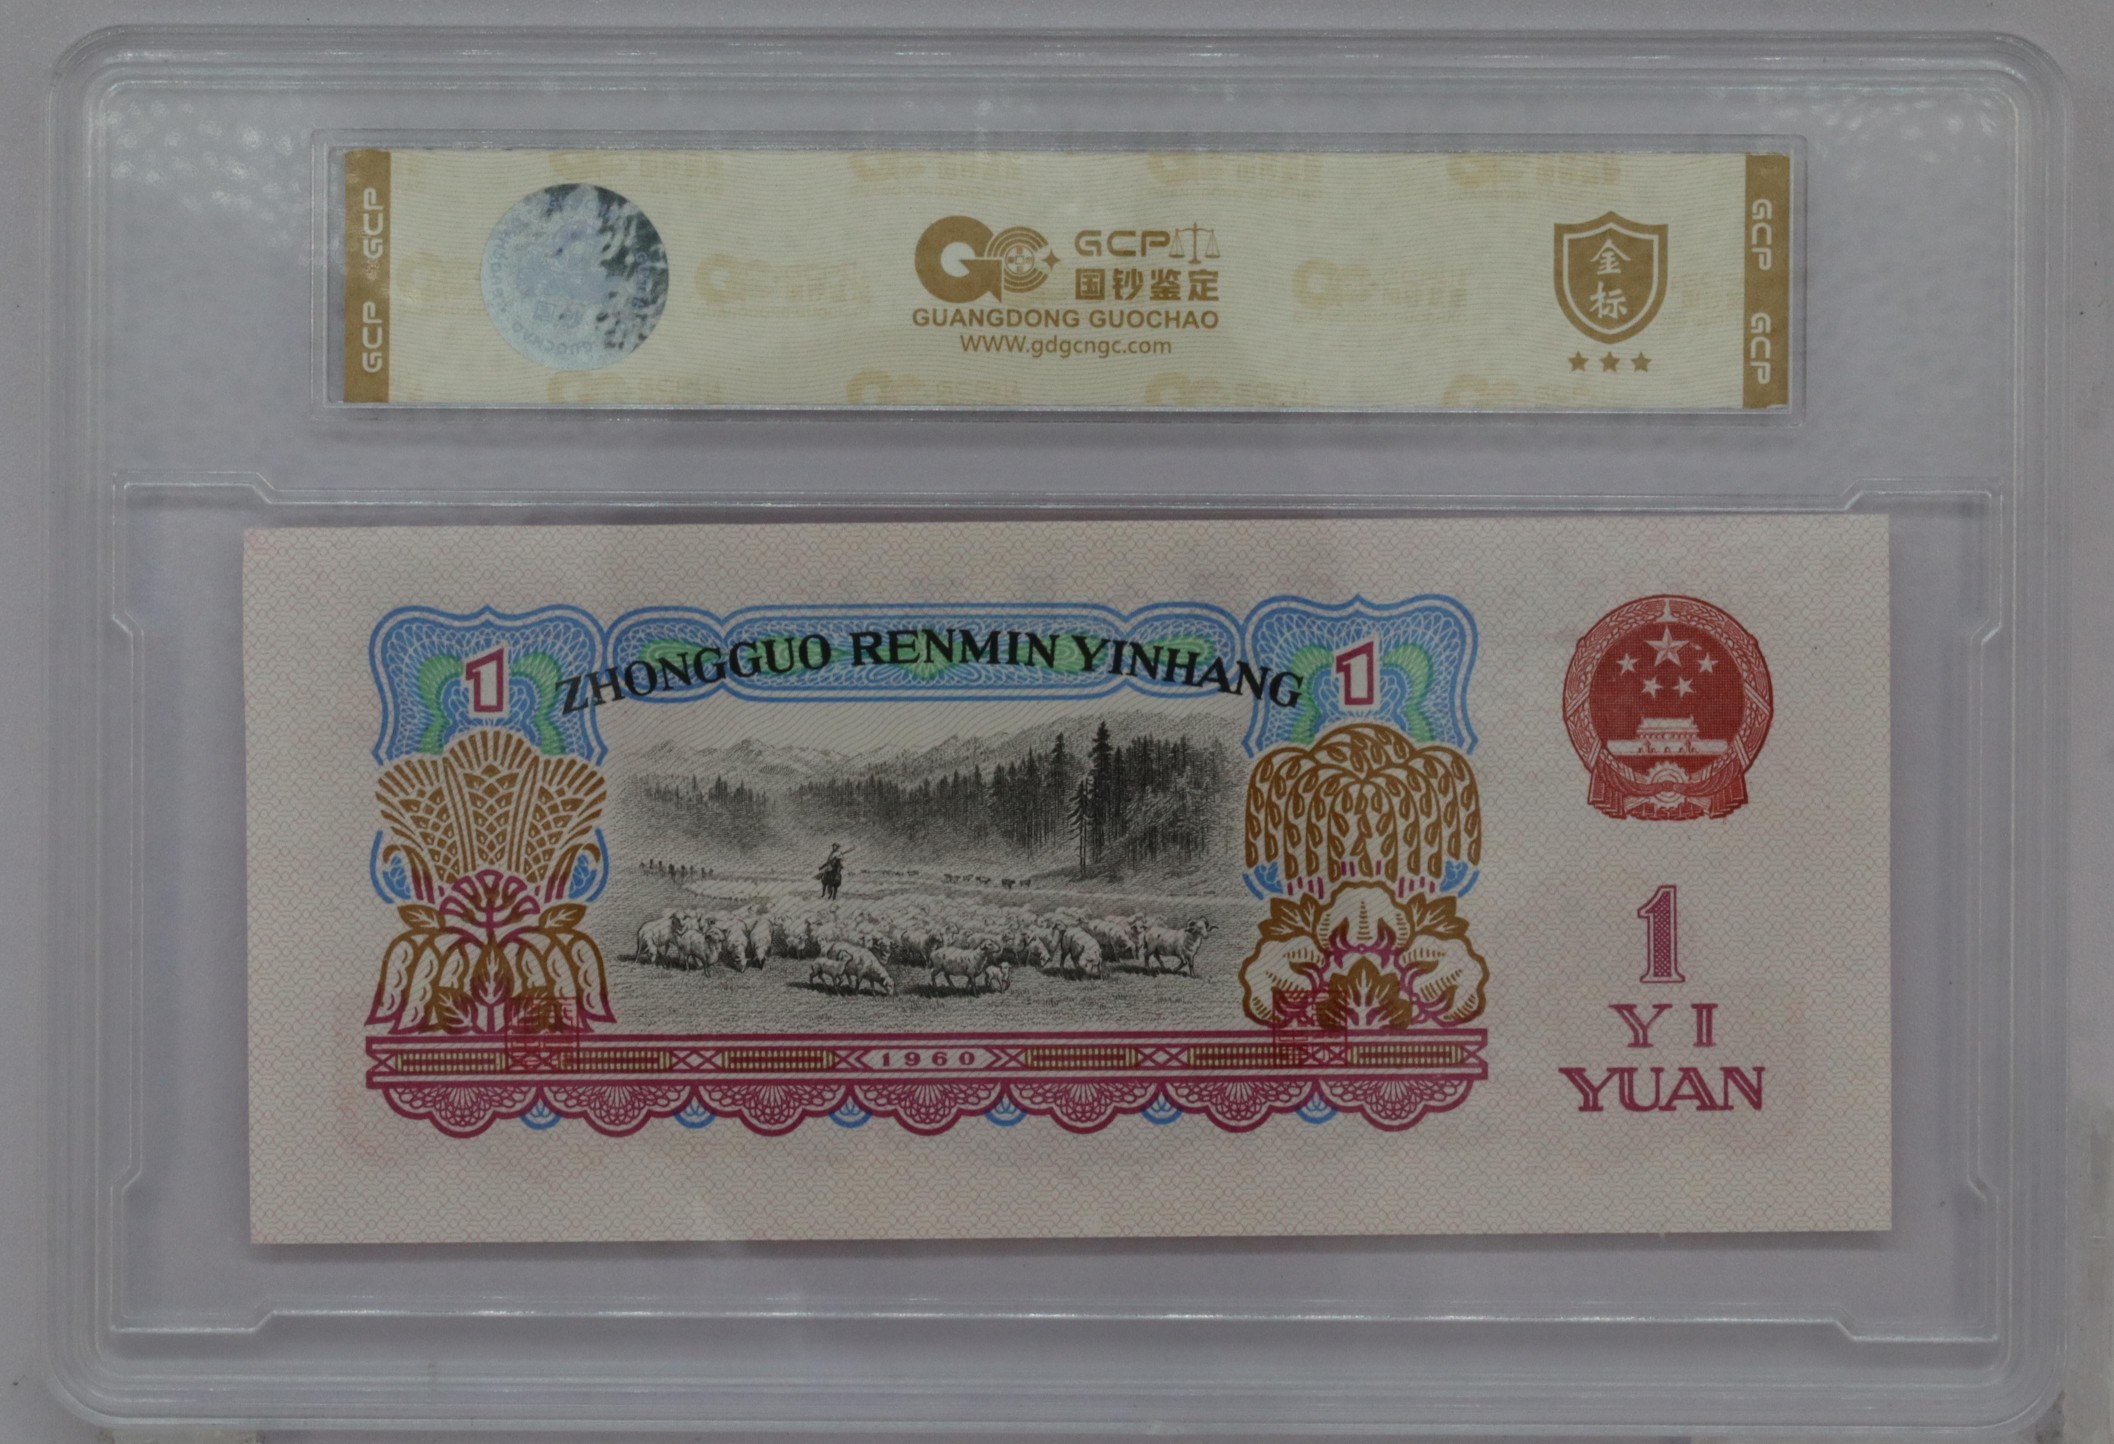 GCP GCP
GCP
国钞鉴定
GUANGDONG GUOCHAO
www.gdgcngc.com
金标
GCP GCP
1
ZHONGGUO RENMIN YINHANG
1
1960
1
YI
YUAN